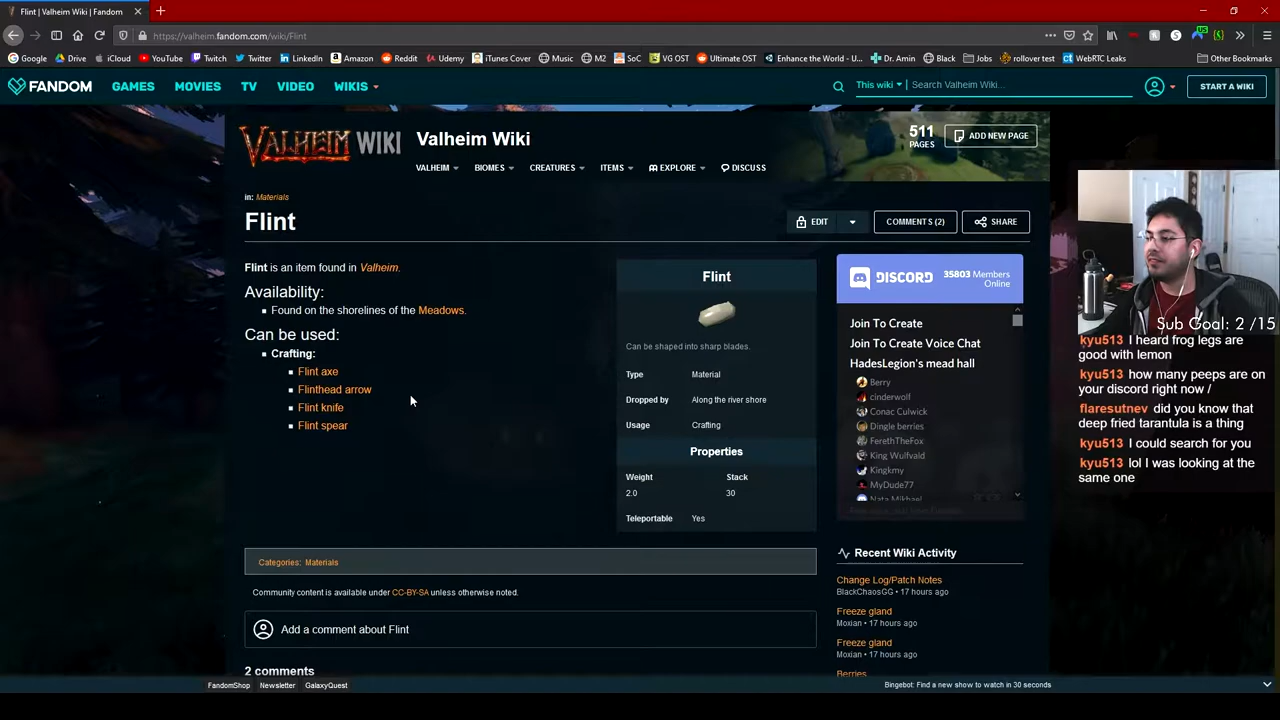 Flint | Valheim Wiki | Fandom
https://valheim.fandom.com/wiki/Flint
Google
Drive
iCloud
YouTube
Twitch
Twitter
LinkedIn
Amazon
Reddit
Udemy
iTunes Cover
Music
M2
SoC
VG OST
Ultimate OST
Enhance the World - U...
Dr. Amin
Black
Jobs
rollover test
WebRTC Leaks
Other Bookmarks
FANDOM
GAMES
MOVIES
TV
VIDEO
WIKIS
This wiki
Search Valheim Wiki...
START A WIKI
VALHEIM WIKI
Valheim Wiki
511
PAGES
ADD NEW PAGE
VALHEIM
BIOMES
CREATURES
ITEMS
EXPLORE
DISCUSS
in: Materials
Flint
EDIT
COMMENTS (2)
SHARE
Flint is an item found in Valheim.
Availability:
Found on the shorelines of the Meadows.
Can be used:
Crafting:
Flint axe
Flinthead arrow
Flint knife
Flint spear
Flint
Can be shaped into sharp blades.
Type Material
Dropped by Along the river shore
Usage Crafting
Properties
Weight Stack
2.0 30
Teleportable Yes
DISCORD
35803 Members
Online
Join To Create
Join To Create Voice Chat
HadesLegion's mead hall
Berry
cinderwolf
Conac Culwick
Dingle berries
FerethTheFox
King Wulfvaid
Kingkmy
MyDude77
Nata Mikhael
Categories: Materials
Community content is available under CC-BY-SA unless otherwise noted.
Add a comment about Flint
2 comments
Recent Wiki Activity
Change Log/Patch Notes
BlackChaosGG • 17 hours ago
Freeze gland
Moxian • 17 hours ago
Freeze gland
Moxian • 17 hours ago
Berries
FandomShop
Newsletter
GalaxyQuest
Bingebot: Find a new show to watch in 30 seconds
Sub Goal: 2 /15
kyu513 I heard frog legs are
good with lemon
kyu513 how many peeps are on
your discord right now /
flaresutnev did you know that
deep fried tarantula is a thing
kyu513 I could search for you
kyu513 lol I was looking at the
same one